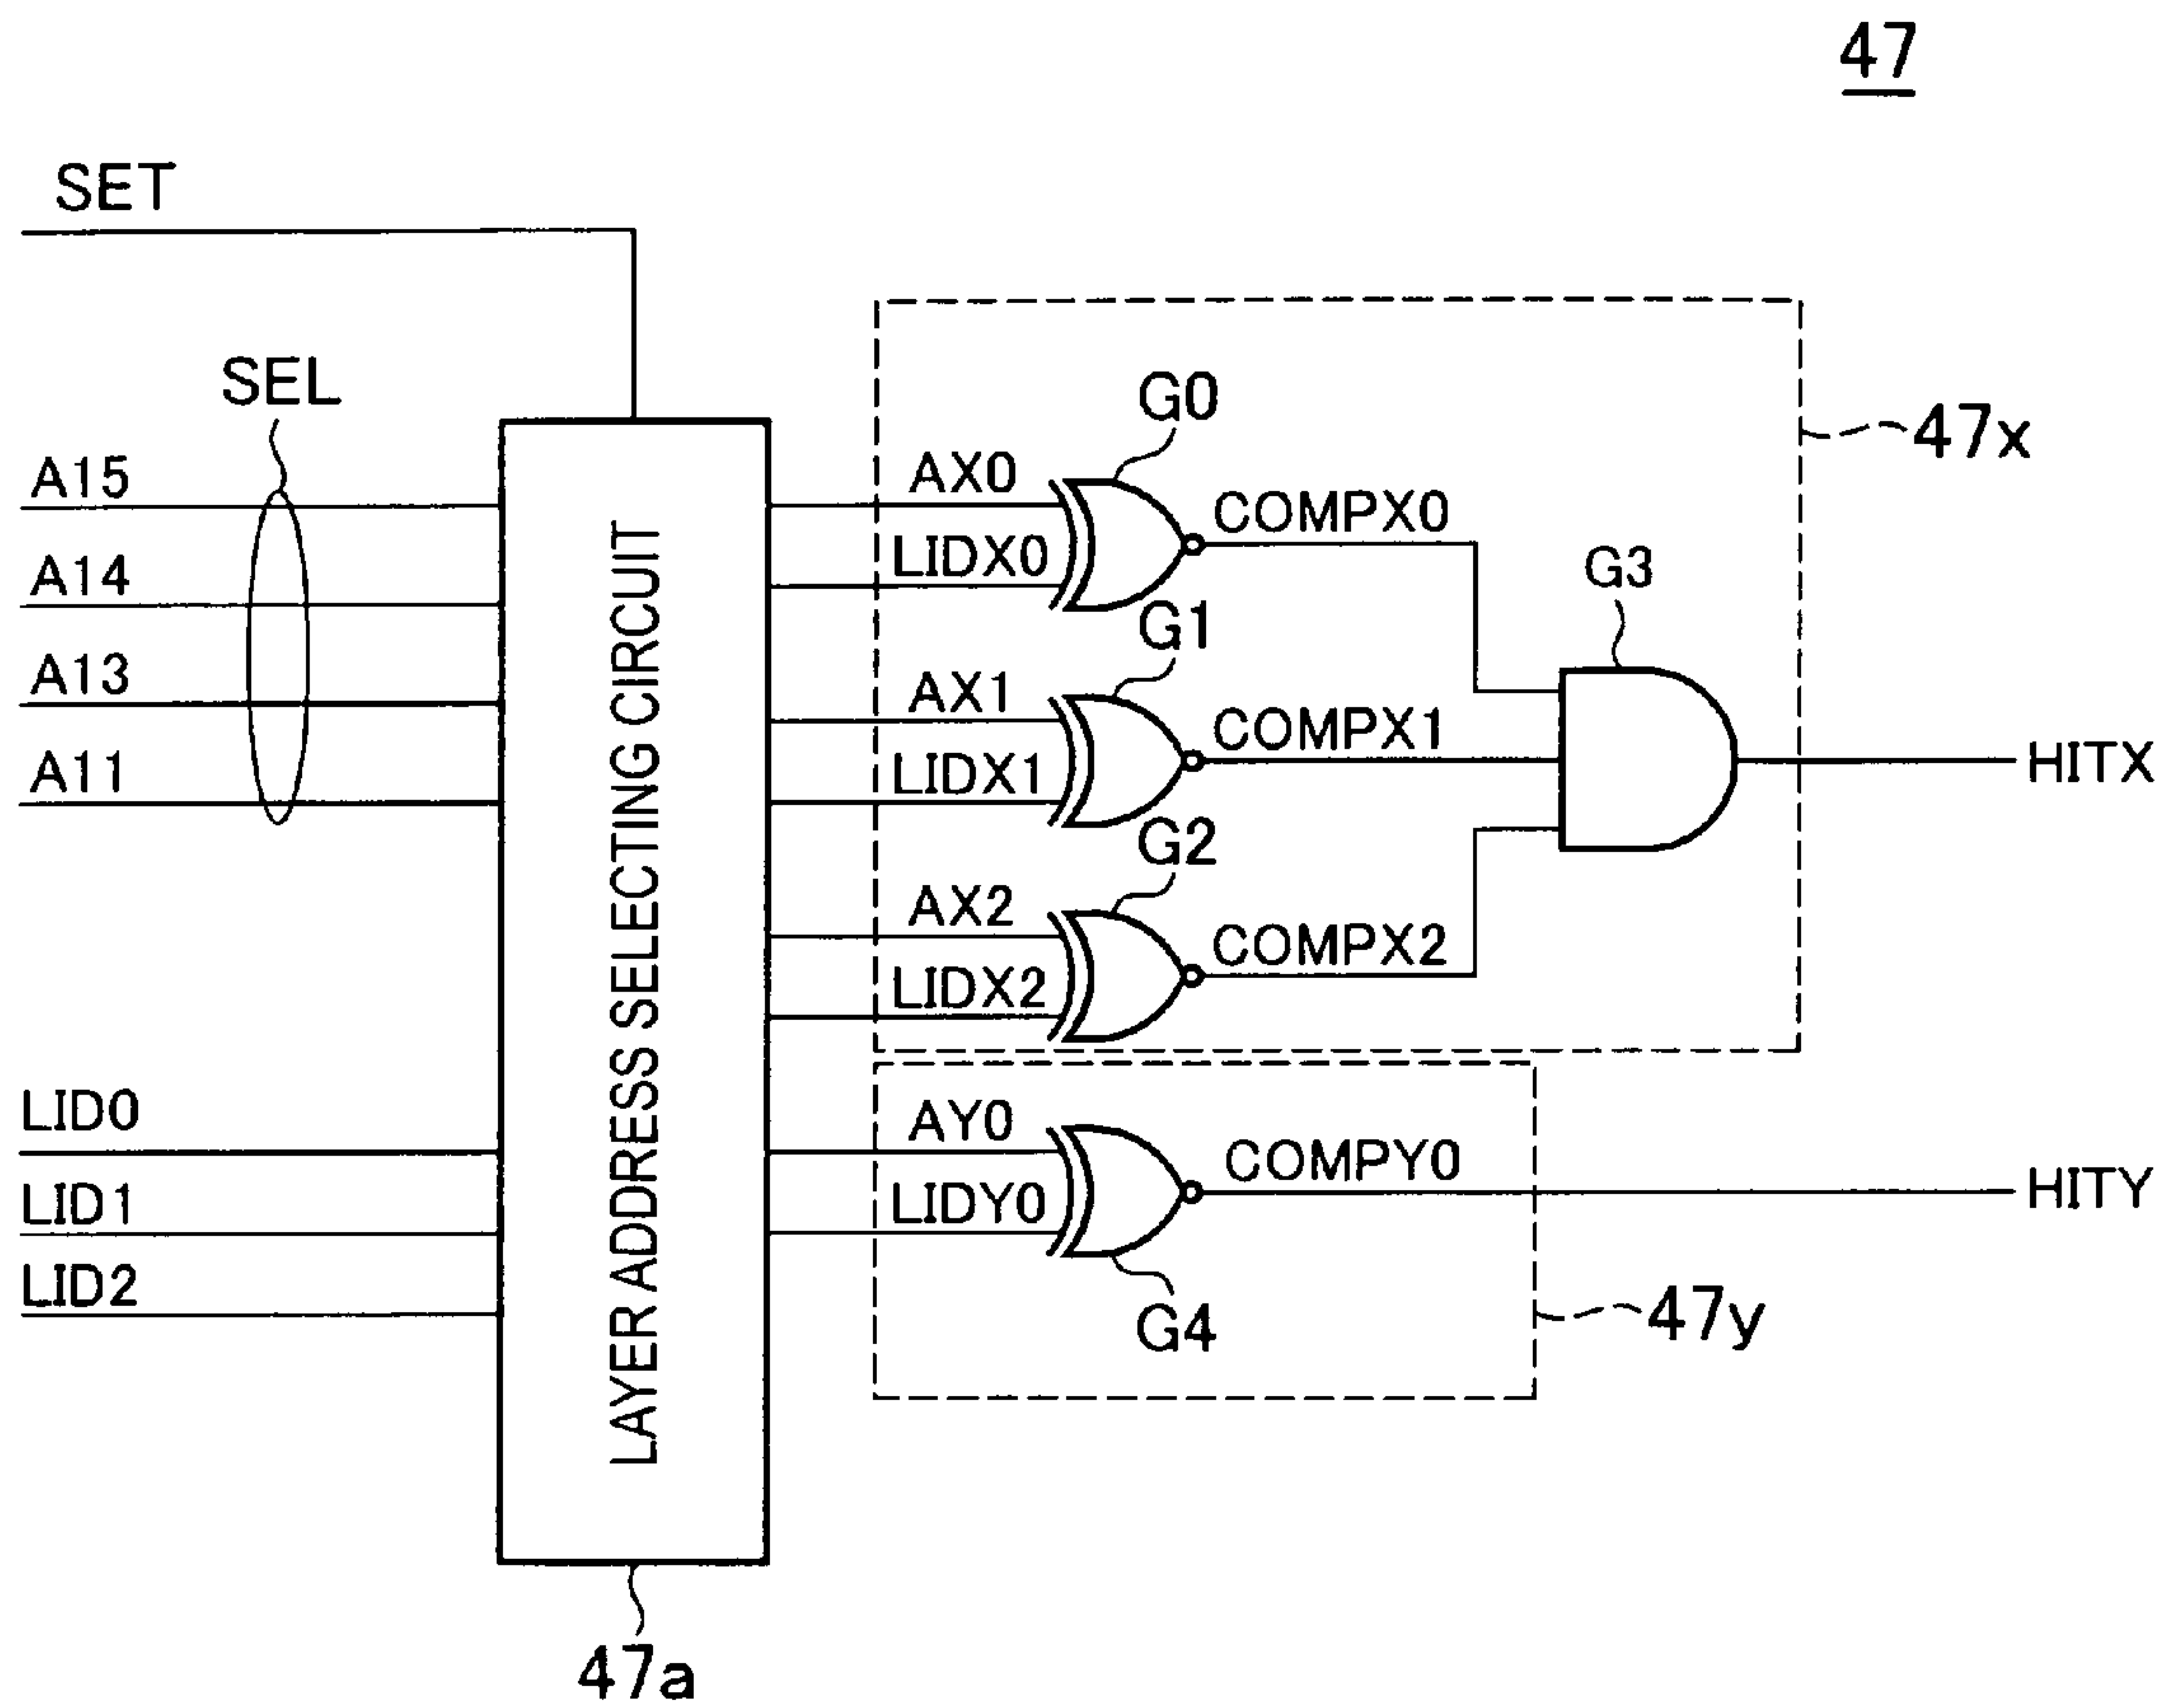 47
SET
SEL
A15
A14
A13
A11
LID0
LID1
LID2
LAYER ADDRESS SELECTING CIRCUIT
47a
AX0
LIDX0
G0
COMPX0
AX1
LIDX1
G1
COMPX1
AX2
LIDX2
G2
COMPX2
G3
47x
HITX
AY0
LIDY0
G4
COMPY0
47y
HITY